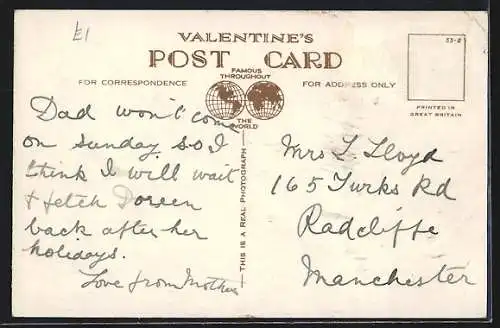 £1
VALENTINE'S
POST CARD
FAMOUS
THROUGHOUT
THE
WORLD
FOR CORRESPONDENCE
FOR ADDRESS ONLY
53-2
PRINTED IN
GREAT BRITAIN
THIS IS A REAL PHOTOGRAPH
Dad won't come
on Sunday so I
think I will wait
& fetch Doreen
back after her
holidays.
Love from Mother
Mrs L. Lloyd
165 Turks Rd
Radcliffe
Manchester